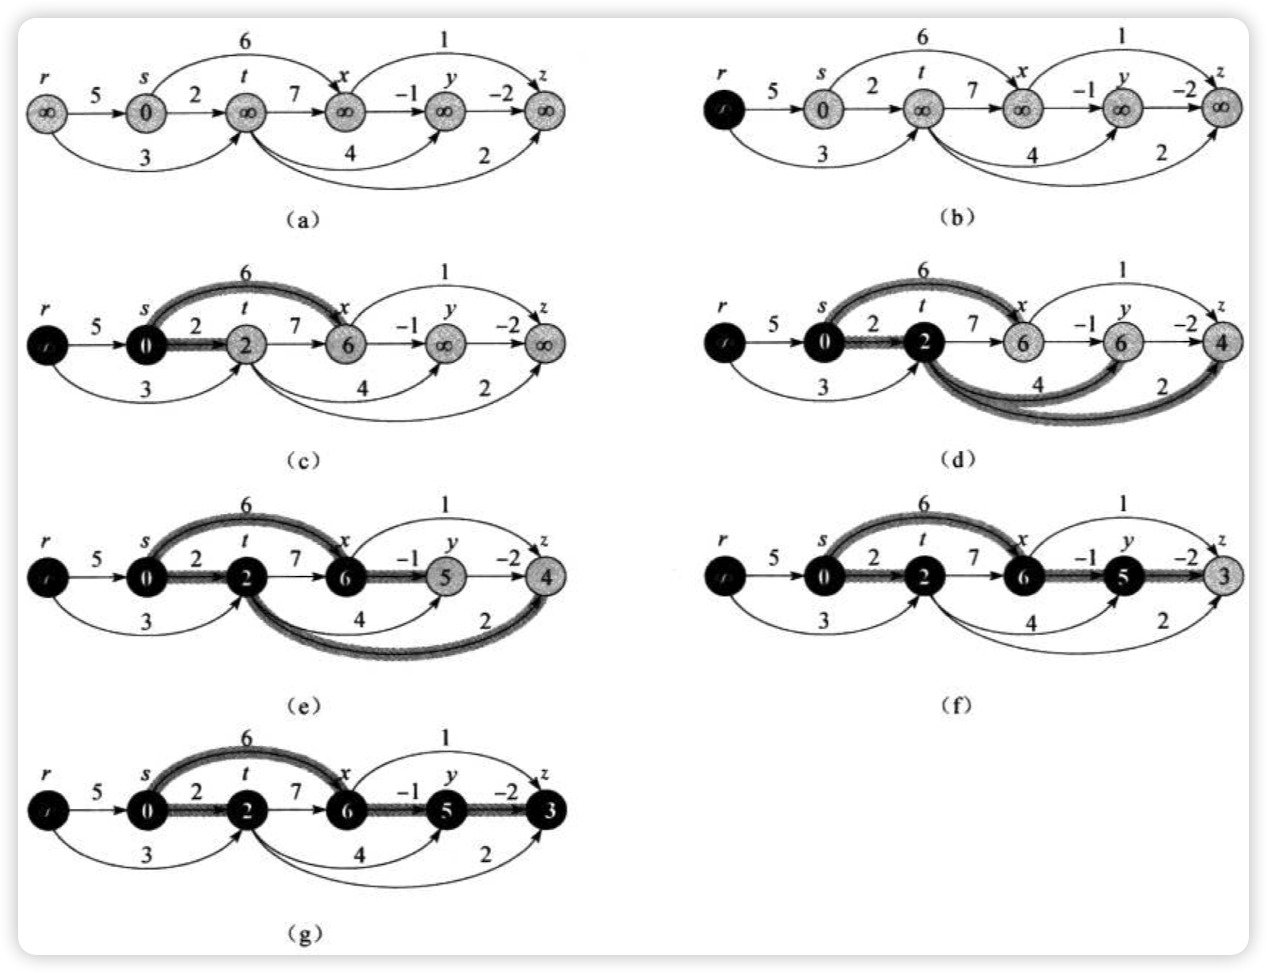 6 1
r s t x y z
5 2 7 −1 −2
∞ 0 ∞ ∞ ∞ ∞
3 4 2
（a）
6 1
r s t x y z
5 2 7 −1 −2
∞ 0 ∞ ∞ ∞ ∞
3 4 2
（b）
6 1
r s t x y z
5 2 7 −1 −2
∞ 0 2 6 ∞ ∞
3 4 2
（c）
6 1
r s t x y z
5 2 7 −1 −2
∞ 0 2 6 6 4
3 4 2
（d）
6 1
r s t x y z
5 2 7 −1 −2
∞ 0 2 6 5 4
3 4 2
（e）
6 1
r s t x y z
5 2 7 −1 −2
∞ 0 2 6 5 3
3 4 2
（f）
6 1
r s t x y z
5 2 7 −1 −2
∞ 0 2 6 5 3
3 4 2
（g）